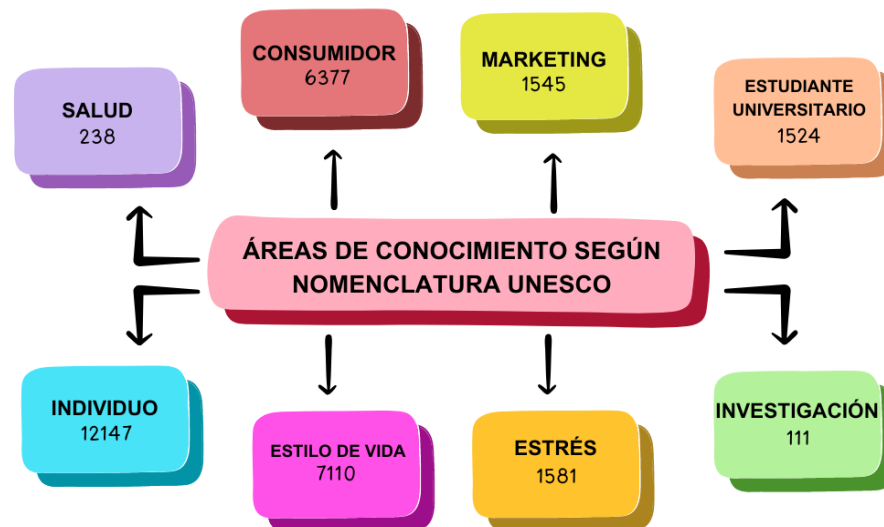 CONSUMIDOR
6377
MARKETING
1545
SALUD
238
ESTUDIANTE
UNIVERSITARIO
1524
ÁREAS DE CONOCIMIENTO SEGÚN
NOMENCLATURA UNESCO
INDIVIDUO
12147
ESTILO DE VIDA
7110
ESTRÉS
1581
INVESTIGACIÓN
111